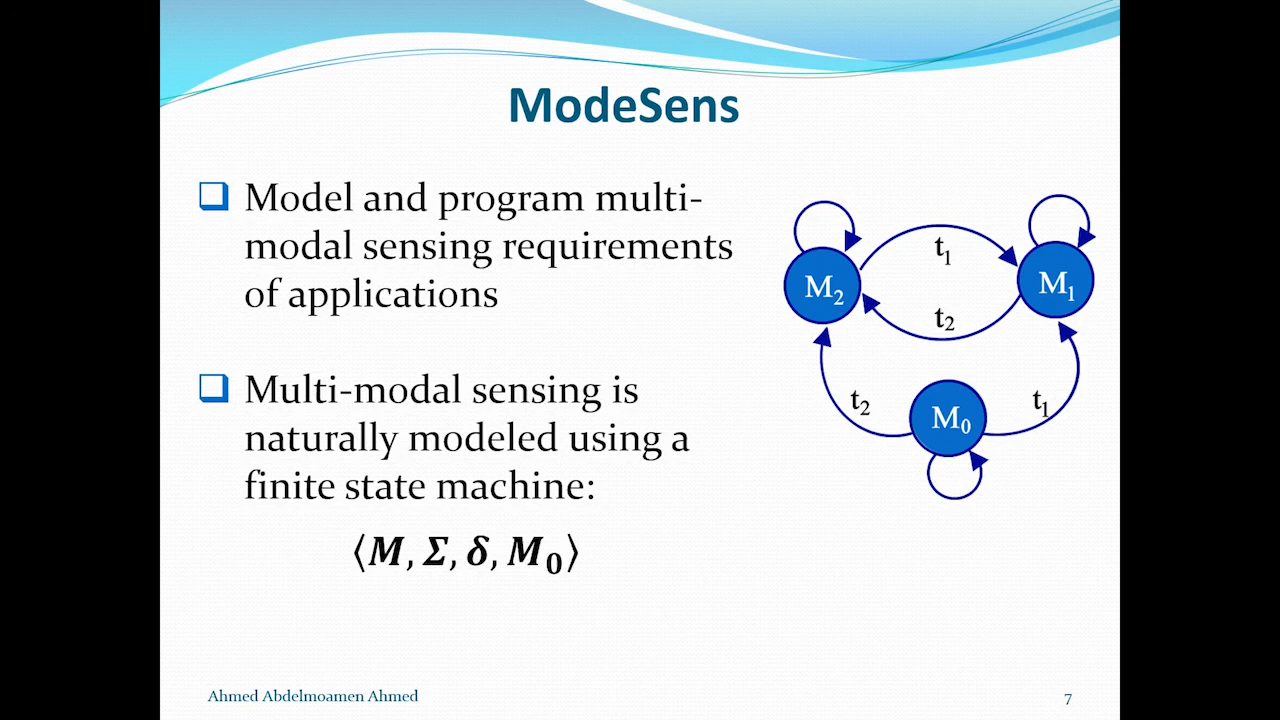 ModeSens
Model and program multi-
modal sensing requirements
of applications
Multi-modal sensing is
naturally modeled using a
finite state machine:
⟨M, Σ, δ, M₀⟩
t₁
M₂
M₁
t₂
t₂
M₀
t₁
Ahmed Abdelmoamen Ahmed
7